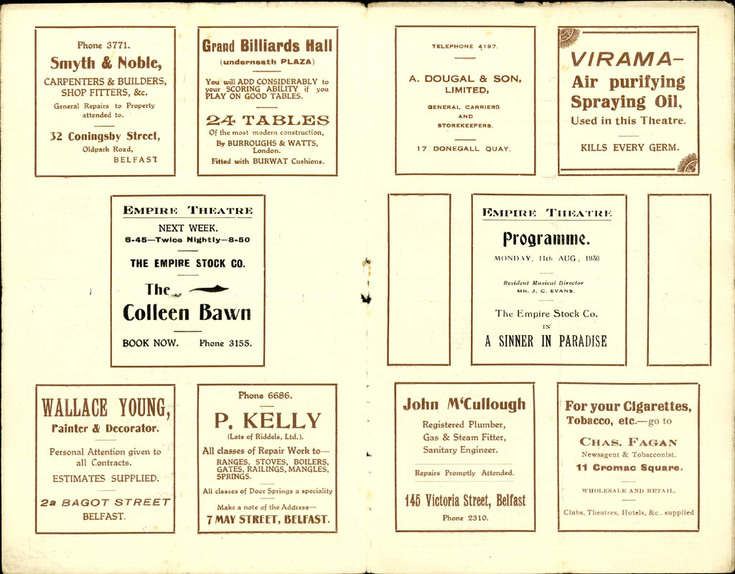 Phone 3771.
Smyth & Noble,
CARPENTERS & BUILDERS,
SHOP FITTERS, &c.
General Repairs to Property
attended to.
32 Coningsby Street,
Oldpark Road,
BELFAST
Grand Billiards Hall
(underneath PLAZA)
You will ADD CONSIDERABLY to
your SCORING ABILITY if you
PLAY ON GOOD TABLES.
24 TABLES
Of the most modern construction,
By BURROUGHS & WATTS,
London.
Fitted with BURWAT Cushions.
EMPIRE THEATRE
NEXT WEEK.
6-45—Twice Nightly—8-50
THE EMPIRE STOCK CO.
The
Colleen Bawn
BOOK NOW. Phone 3155.
WALLACE YOUNG,
Painter & Decorator.
Personal Attention given to
all Contracts.
ESTIMATES SUPPLIED.
2a BAGOT STREET
BELFAST.
Phone 6686.
P. KELLY
(Late of Riddels, Ltd.).
All classes of Repair Work to—
RANGES, STOVES, BOILERS,
GATES, RAILINGS, MANGLES,
SPRINGS.
All classes of Door Springs a speciality
Make a note of the Address—
7 MAY STREET, BELFAST.
TELEPHONE 4197.
A. DOUGAL & SON,
LIMITED,
GENERAL CARRIERS
AND
STOREKEEPERS.
17 DONEGALL QUAY.
VIRAMA—
Air purifying
Spraying Oil,
Used in this Theatre.
KILLS EVERY GERM.
EMPIRE THEATRE
Programme.
MONDAY, 11th AUG., 1930
Resident Musical Director
MR. J. C. EVANS.
The Empire Stock Co.
IN
A SINNER IN PARADISE
John M'Cullough
Registered Plumber,
Gas & Steam Fitter,
Sanitary Engineer.
Repairs Promptly Attended.
145 Victoria Street, Belfast
Phone 2310.
For your Cigarettes,
Tobacco, etc.—go to
CHAS. FAGAN
Newsagent & Tobacconist.
11 Cromac Square.
WHOLESALE AND RETAIL.
Clubs, Theatres, Hotels, &c., supplied